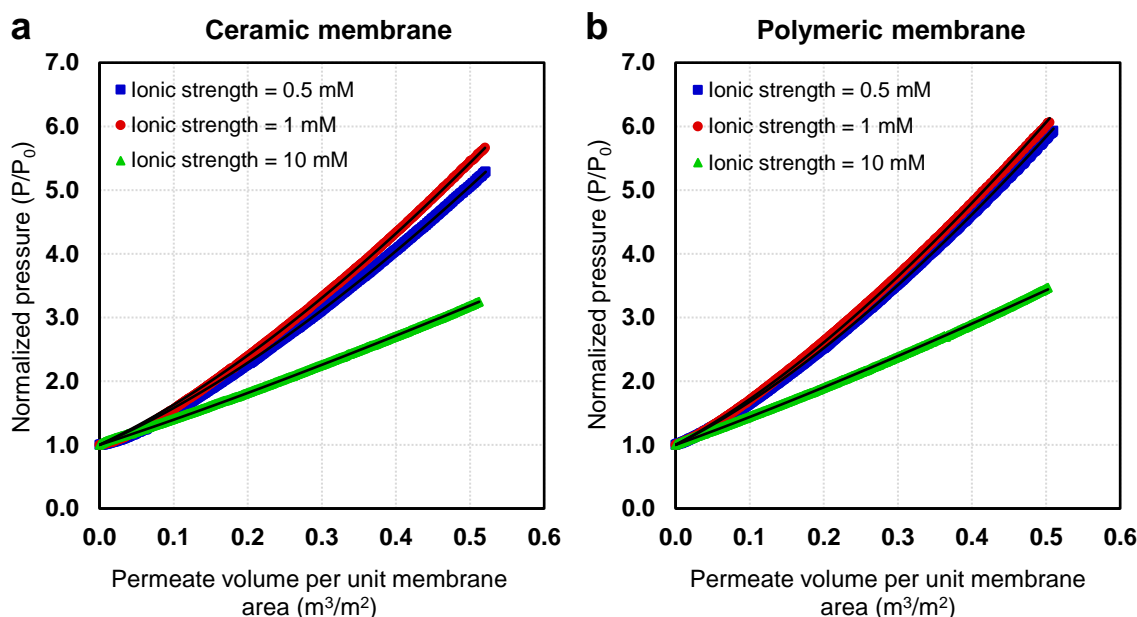 a
Ceramic membrane
Normalized pressure (P/P₀)
7.0
6.0
5.0
4.0
3.0
2.0
1.0
0.0
Ionic strength = 0.5 mM
Ionic strength = 1 mM
Ionic strength = 10 mM
0.0 0.1 0.2 0.3 0.4 0.5 0.6
Permeate volume per unit membrane
area (m³/m²)
b
Polymeric membrane
Normalized pressure (P/P₀)
7.0
6.0
5.0
4.0
3.0
2.0
1.0
0.0
Ionic strength = 0.5 mM
Ionic strength = 1 mM
Ionic strength = 10 mM
0.0 0.1 0.2 0.3 0.4 0.5 0.6
Permeate volume per unit membrane
area (m³/m²)